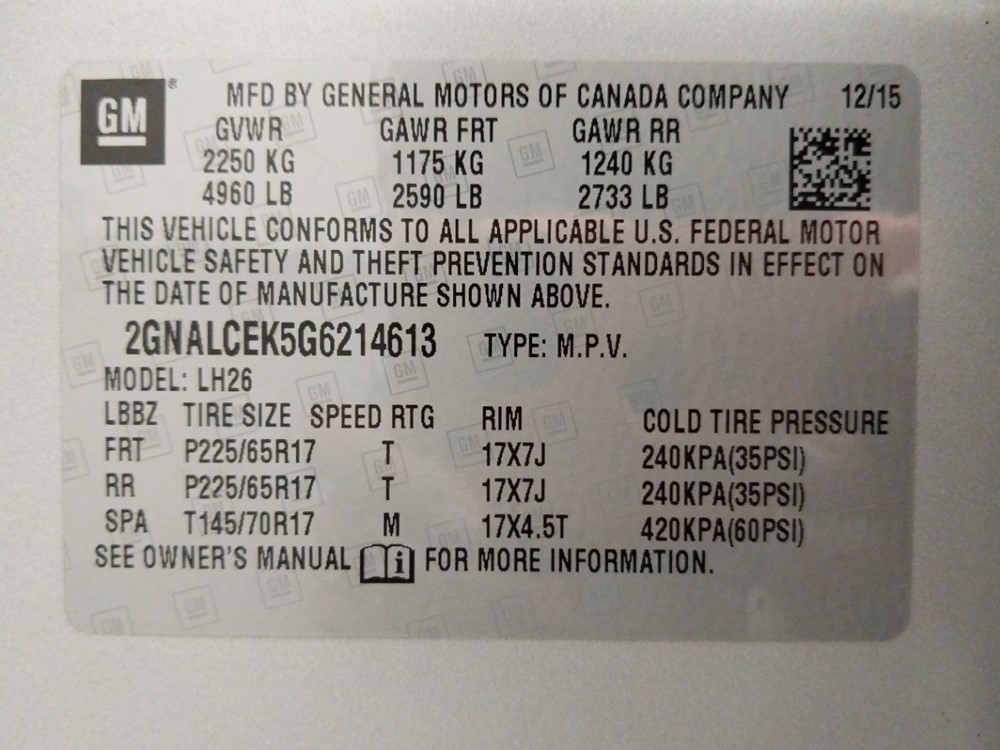 GM ® MFD BY GENERAL MOTORS OF CANADA COMPANY 12/15
GVWR GAWR FRT GAWR RR
2250 KG 1175 KG 1240 KG
4960 LB 2590 LB 2733 LB
THIS VEHICLE CONFORMS TO ALL APPLICABLE U.S. FEDERAL MOTOR
VEHICLE SAFETY AND THEFT PREVENTION STANDARDS IN EFFECT ON
THE DATE OF MANUFACTURE SHOWN ABOVE.
2GNALCEK5G6214613 TYPE: M.P.V.
MODEL: LH26
LBBZ TIRE SIZE SPEED RTG RIM COLD TIRE PRESSURE
FRT P225/65R17 T 17X7J 240KPA(35PSI)
RR P225/65R17 T 17X7J 240KPA(35PSI)
SPA T145/70R17 M 17X4.5T 420KPA(60PSI)
SEE OWNER'S MANUAL i FOR MORE INFORMATION.